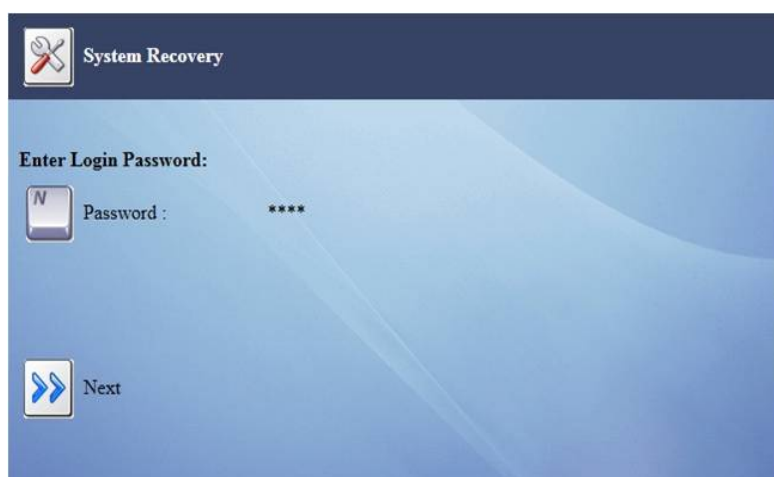 System Recovery
Enter Login Password:
N
Password : ****
Next